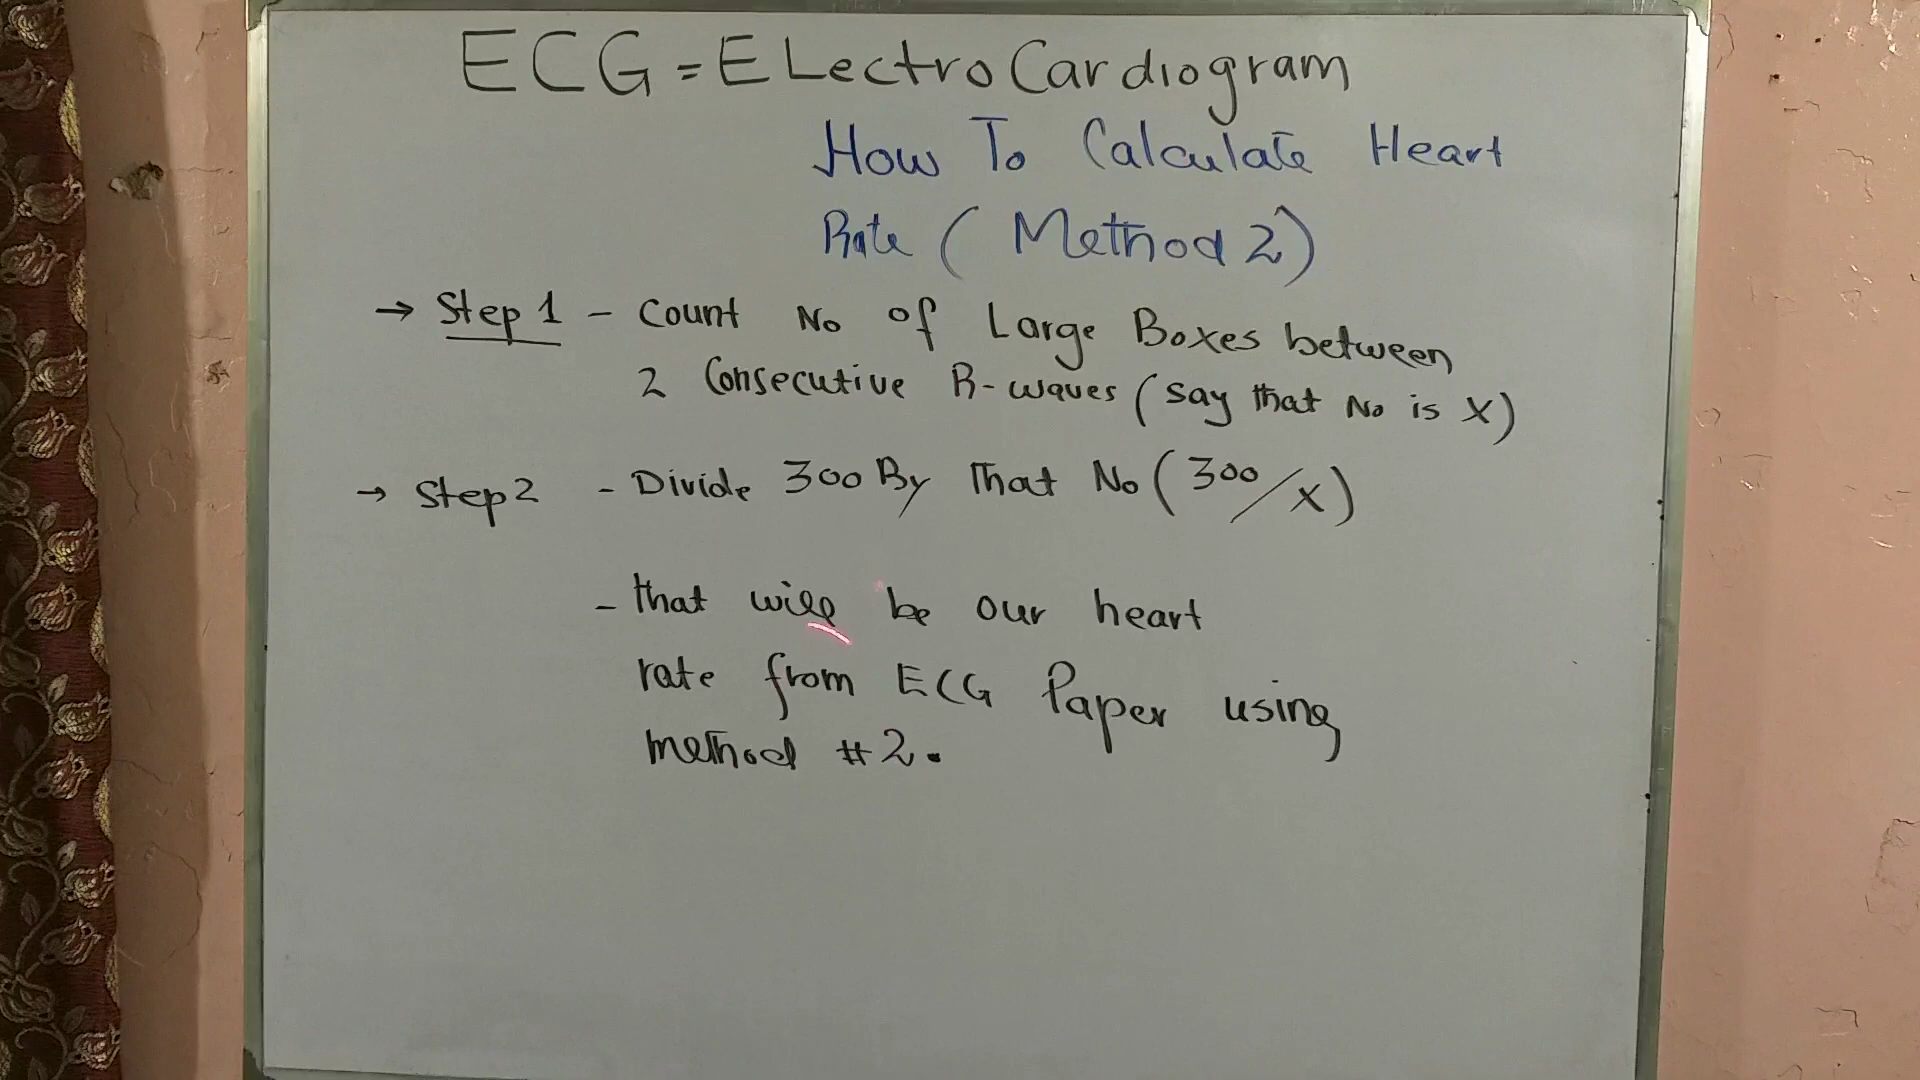 ECG = ELectroCardiogram
How To Calculate Heart
Rate ( Method 2)
→ Step 1 - Count No of Large Boxes between
2 Consecutive R-waves ( say that No is X)
→ Step 2 - Divide 300 By That No ( 300/X)
- that will be our heart
rate from ECG Paper using
method #2.